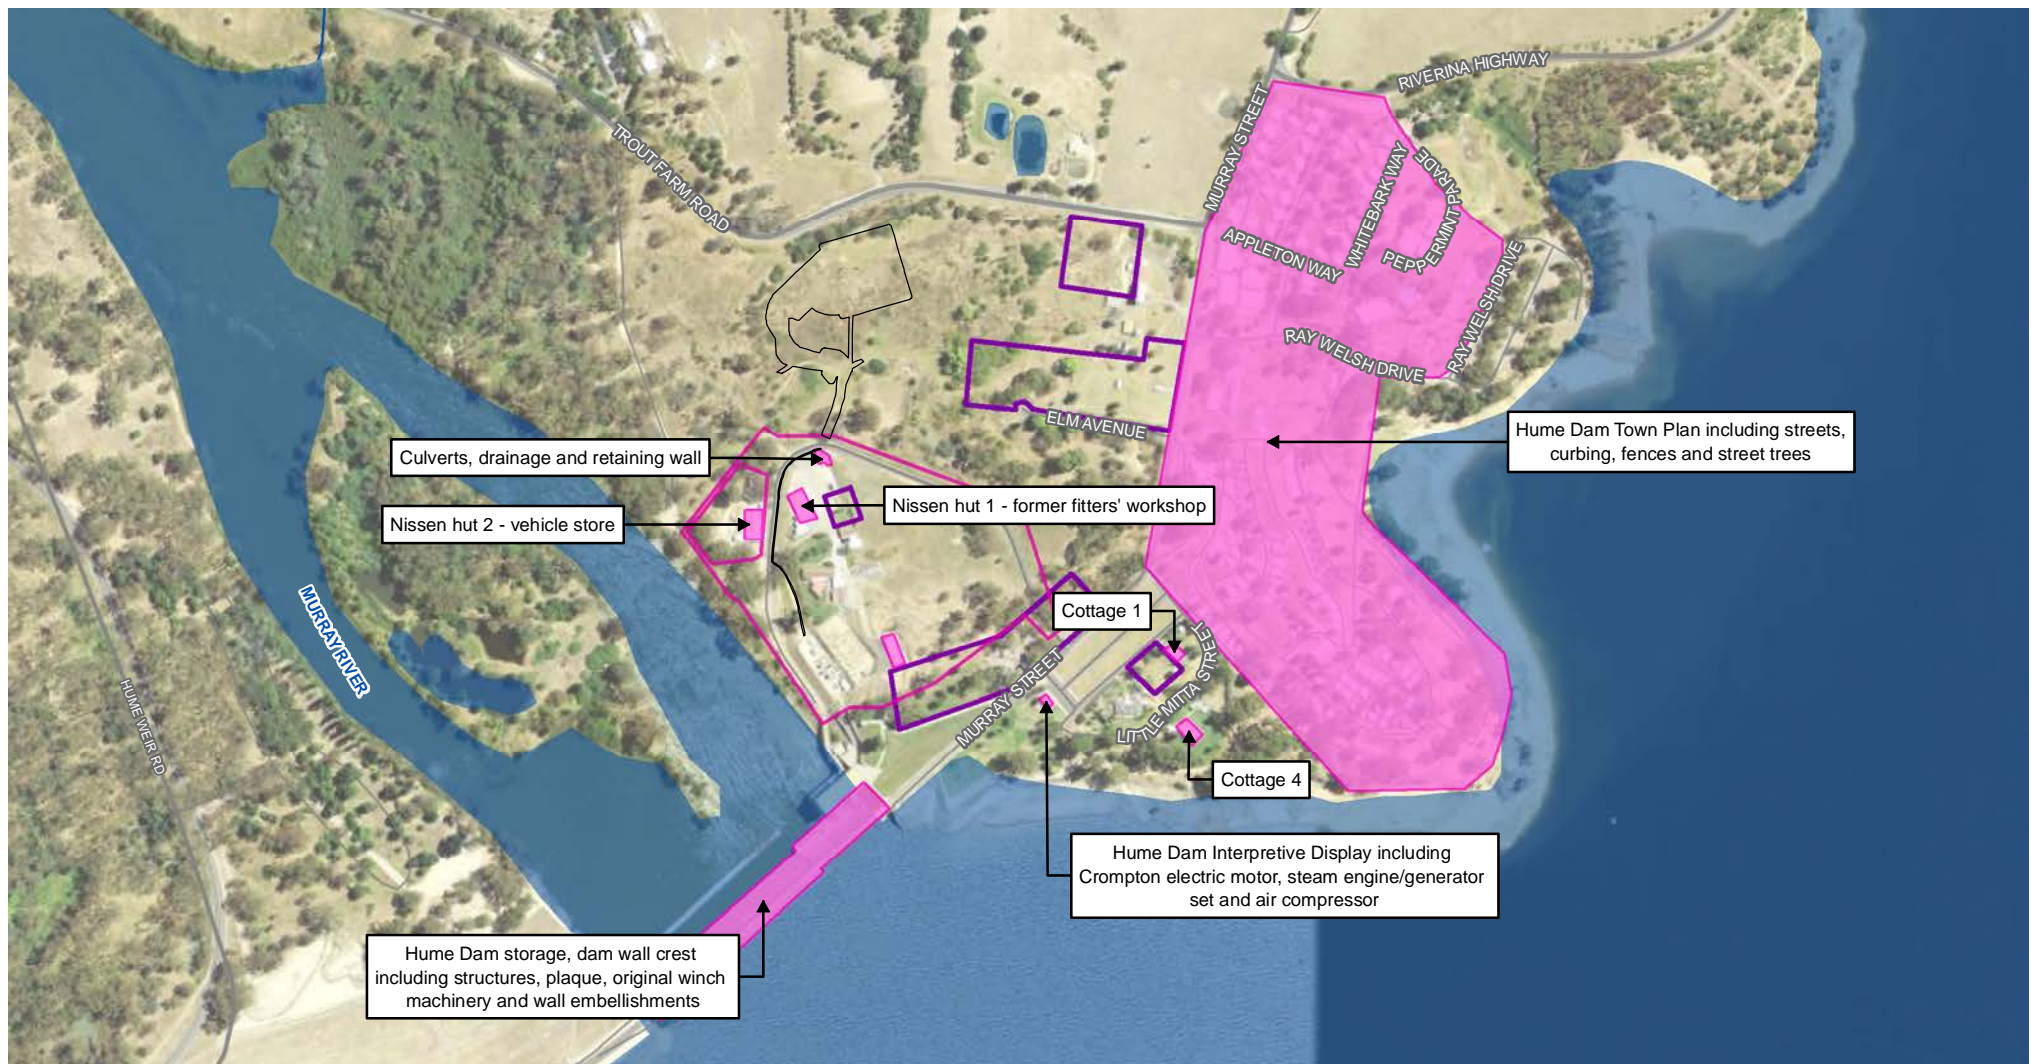 RIVERINA HIGHWAY
MURRAY STREET
TROUT FARM ROAD
WHITEBARK WAY
PEPPERMINT PARADE
APPLETON WAY
RAY WELSH DRIVE
RAY WELSH DRIVE
ELM AVENUE
Hume Dam Town Plan including streets,
curbing, fences and street trees
Culverts, drainage and retaining wall
Nissen hut 1 - former fitters' workshop
Nissen hut 2 - vehicle store
MURRAY RIVER
Cottage 1
LITTLE MITTA STREET
MURRAY STREET
HUME WEIR RD
Cottage 4
Hume Dam Interpretive Display including
Crompton electric motor, steam engine/generator
set and air compressor
Hume Dam storage, dam wall crest
including structures, plaque, original winch
machinery and wall embellishments